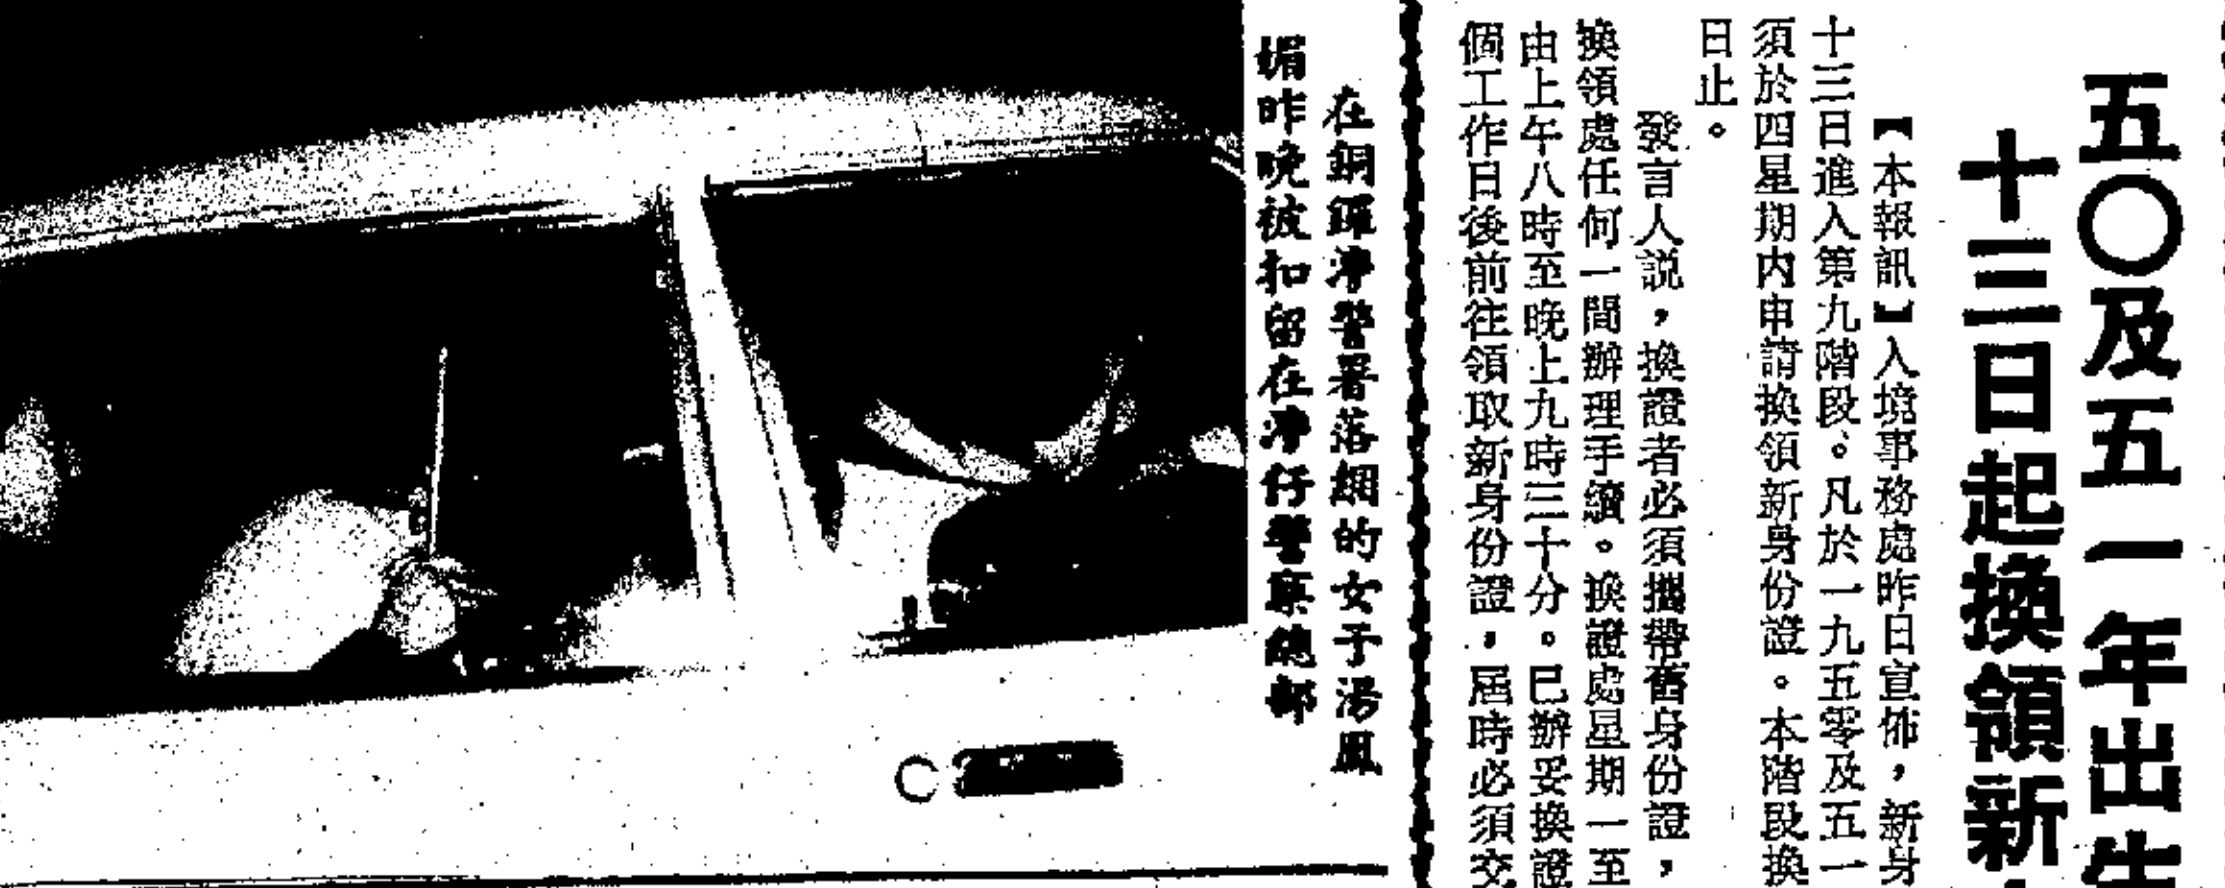 五〇及五一年出生
十三日起換領新
【本報訊】入境事務處昨日宣佈，新身
十三日進入第九階段。凡於一九五零及五一
須於四星期內申請換領新身份證。本階段換
日止。
發言人説，換證者必須攜帶舊身份證，
換領處任何一間辦理手續。換證處星期一至
由上午八時至晚上九時三十分。已辦妥換證
個工作日後前往領取新身份證，屆時必須交
在銅鑼灣警署落網的女子湯鳳
媚昨晚被扣留在灣仔警察總部